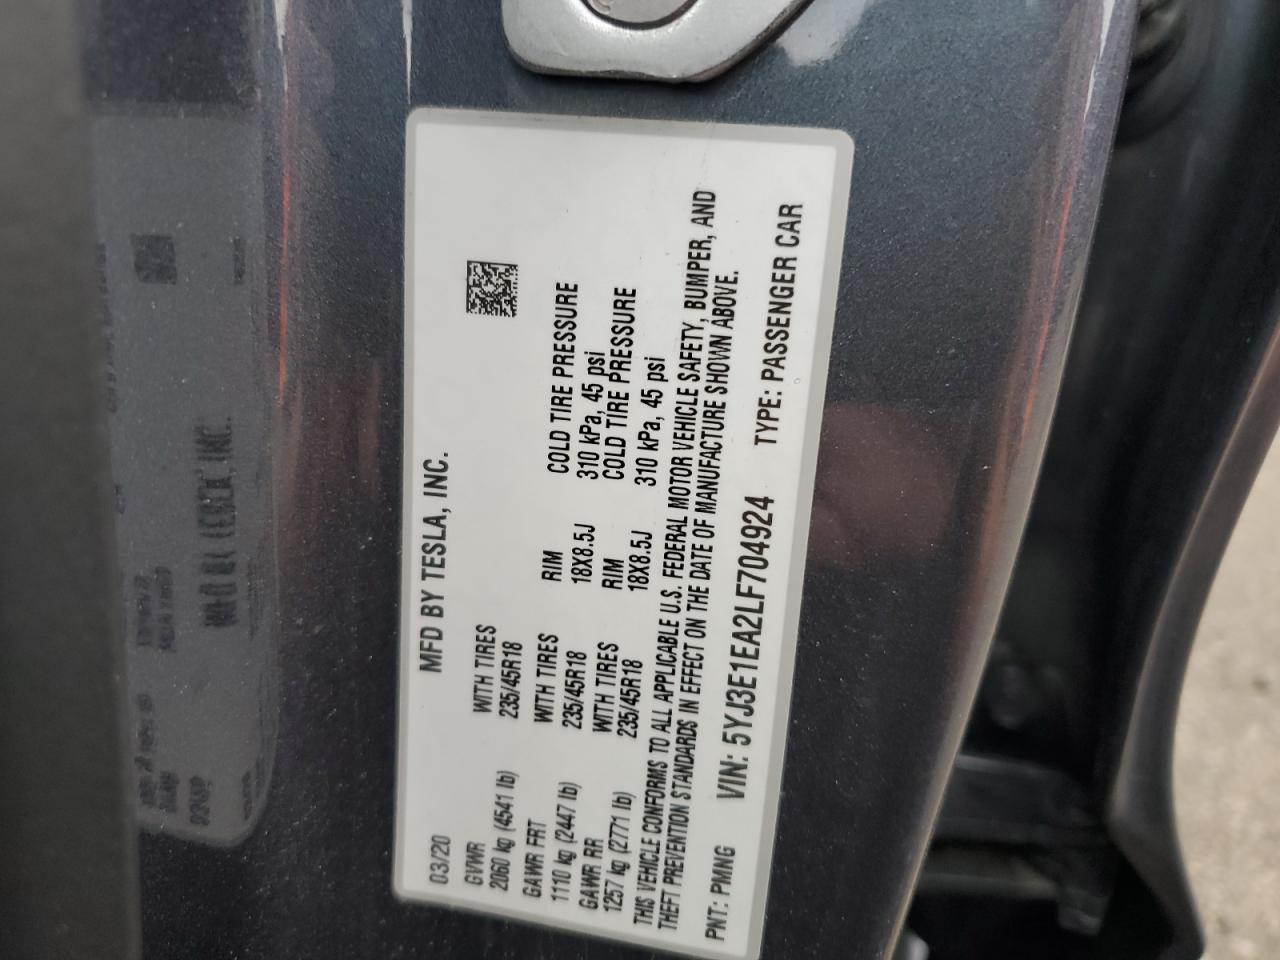 MFD BY TESLA, INC.
03/20
GVWR WITH TIRES
2060 kg (4541 lb) 235/45R18
GAWR FRT WITH TIRES RIM COLD TIRE PRESSURE
1110 kg (2447 lb) 235/45R18 18X8.5J 310 kPa, 45 psi
GAWR RR WITH TIRES RIM COLD TIRE PRESSURE
1257 kg (2771 lb) 235/45R18 18X8.5J 310 kPa, 45 psi
THIS VEHICLE CONFORMS TO ALL APPLICABLE U.S. FEDERAL MOTOR VEHICLE SAFETY, BUMPER, AND
THEFT PREVENTION STANDARDS IN EFFECT ON THE DATE OF MANUFACTURE SHOWN ABOVE.
PNT: PMNG VIN: 5YJ3E1EA2LF704924 TYPE: PASSENGER CAR